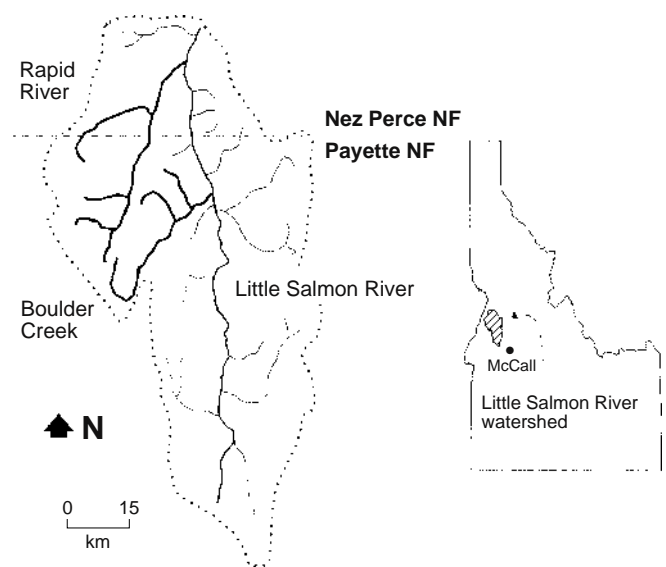 Rapid
River
Nez Perce NF
Payette NF
Little Salmon River
Boulder
Creek
N
0 15
km
McCall
Little Salmon River
watershed